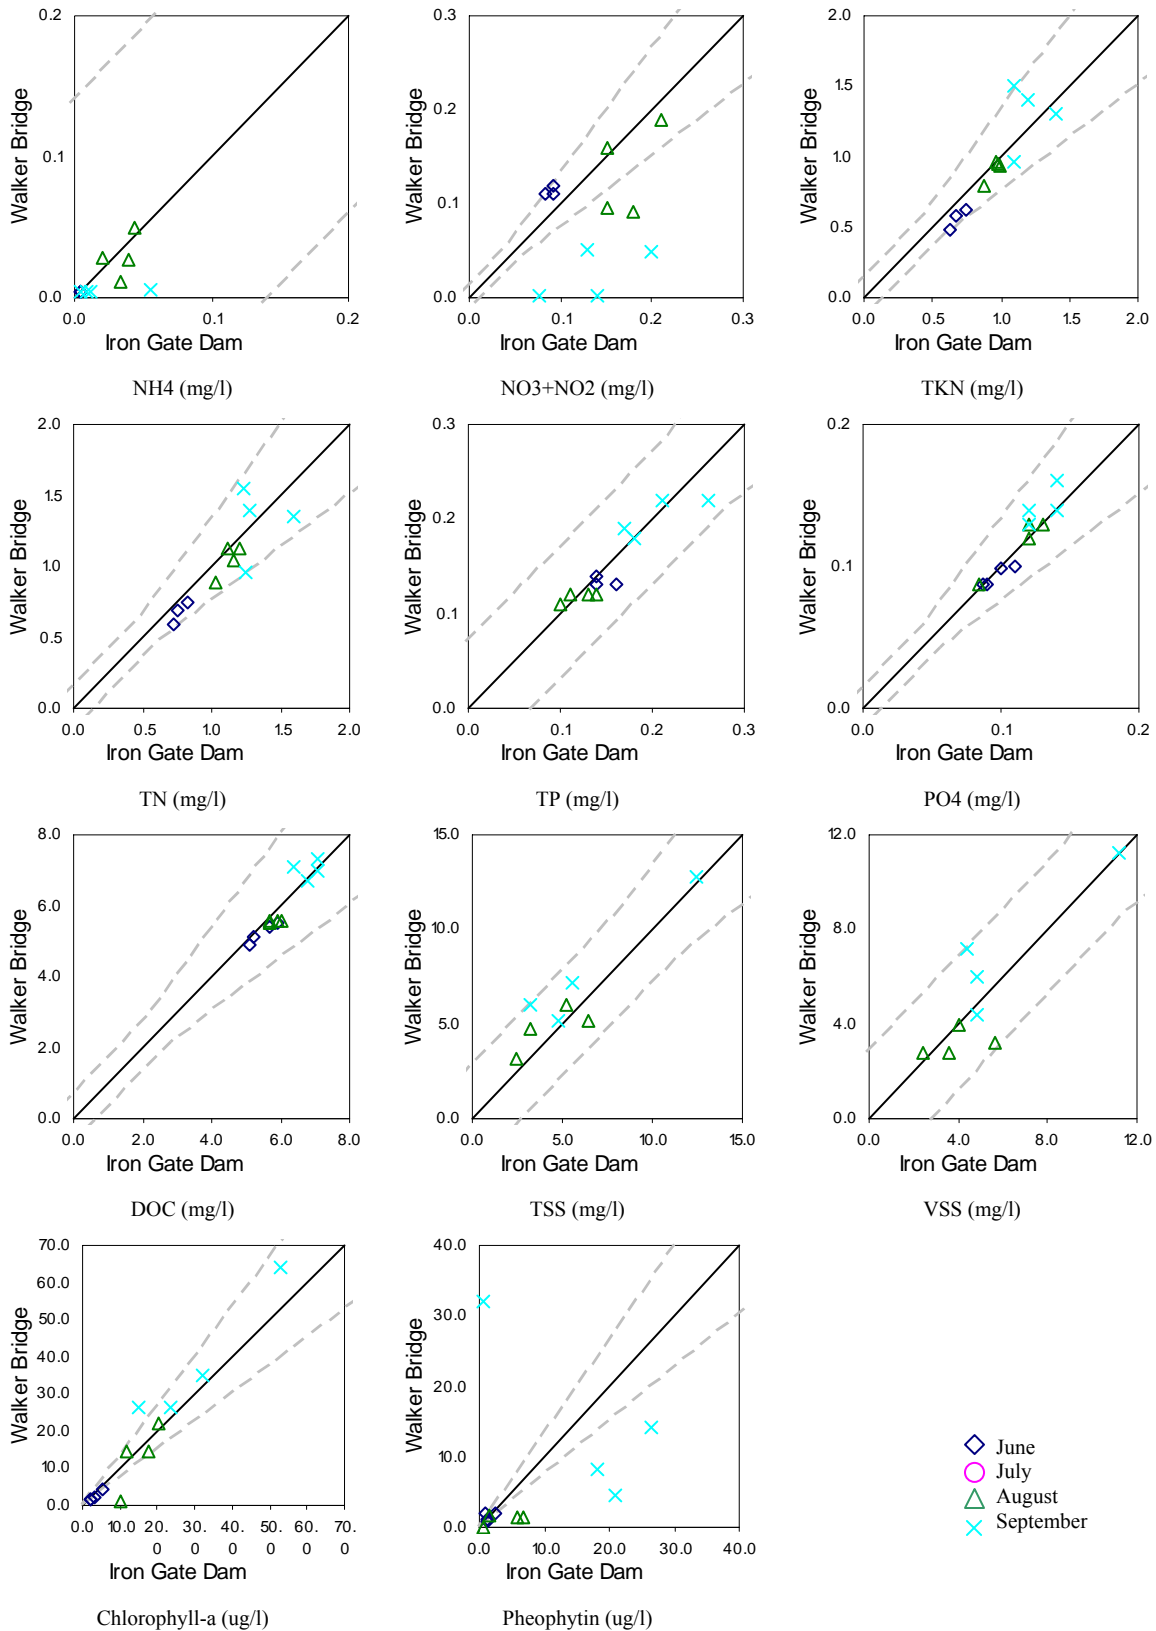 0.2
0.1
0.0
Walker Bridge
0.0 0.1 0.2
Iron Gate Dam
NH4 (mg/l)
0.3
0.2
0.1
0.0
Walker Bridge
0.0 0.1 0.2 0.3
Iron Gate Dam
NO3+NO2 (mg/l)
2.0
1.5
1.0
0.5
0.0
Walker Bridge
0.0 0.5 1.0 1.5 2.0
Iron Gate Dam
TKN (mg/l)
2.0
1.5
1.0
0.5
0.0
Walker Bridge
0.0 0.5 1.0 1.5 2.0
Iron Gate Dam
TN (mg/l)
0.3
0.2
0.1
0.0
Walker Bridge
0.0 0.1 0.2 0.3
Iron Gate Dam
TP (mg/l)
0.2
0.1
0.0
Walker Bridge
0.0 0.1 0.2
Iron Gate Dam
PO4 (mg/l)
8.0
6.0
4.0
2.0
0.0
Walker Bridge
0.0 2.0 4.0 6.0 8.0
Iron Gate Dam
DOC (mg/l)
15.0
10.0
5.0
0.0
Walker Bridge
0.0 5.0 10.0 15.0
Iron Gate Dam
TSS (mg/l)
12.0
8.0
4.0
0.0
Walker Bridge
0.0 4.0 8.0 12.0
Iron Gate Dam
VSS (mg/l)
70.0
60.0
50.0
40.0
30.0
20.0
10.0
0.0
Walker Bridge
0.0 10.0 20. 30. 40. 50. 60. 70.
0 0 0 0 0 0
Iron Gate Dam
Chlorophyll-a (ug/l)
40.0
30.0
20.0
10.0
0.0
Walker Bridge
0.0 10.0 20.0 30.0 40.0
Iron Gate Dam
Pheophytin (ug/l)
June
July
August
September